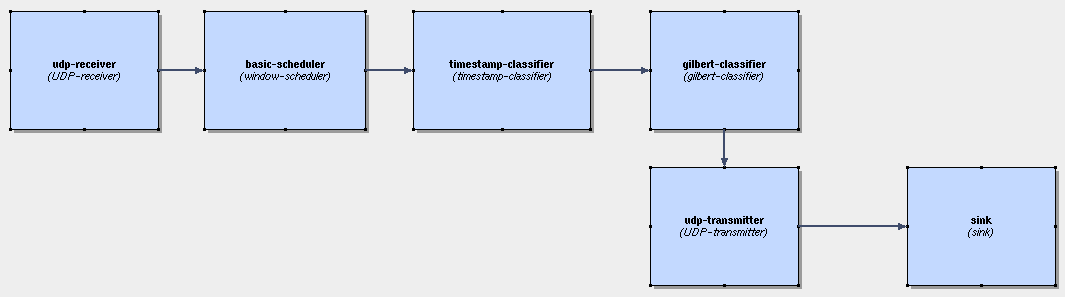 udp-receiver
(UDP-receiver)
basic-scheduler
(window-scheduler)
timestamp-classifier
(timestamp-classifier)
gilbert-classifier
(gilbert-classifier)
udp-transmitter
(UDP-transmitter)
sink
(sink)